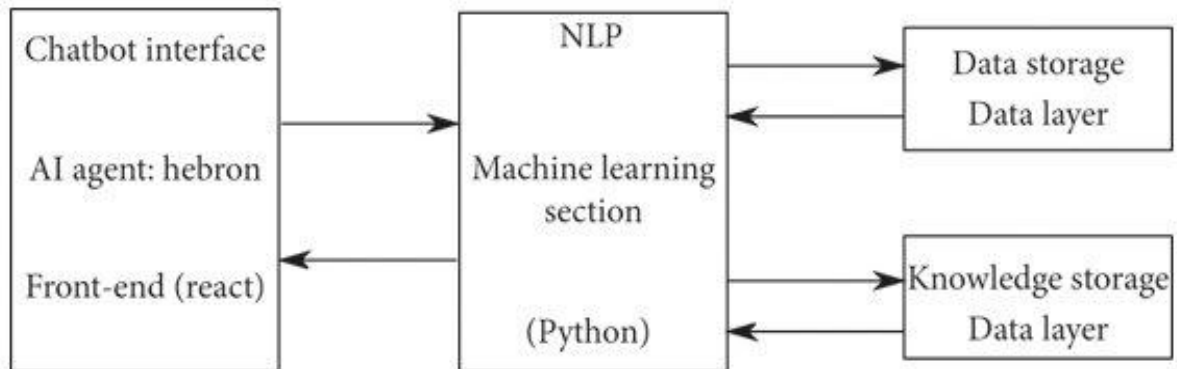 Chatbot interface
AI agent: hebron
Front-end (react)
NLP
Machine learning
section
(Python)
Data storage
Data layer
Knowledge storage
Data layer